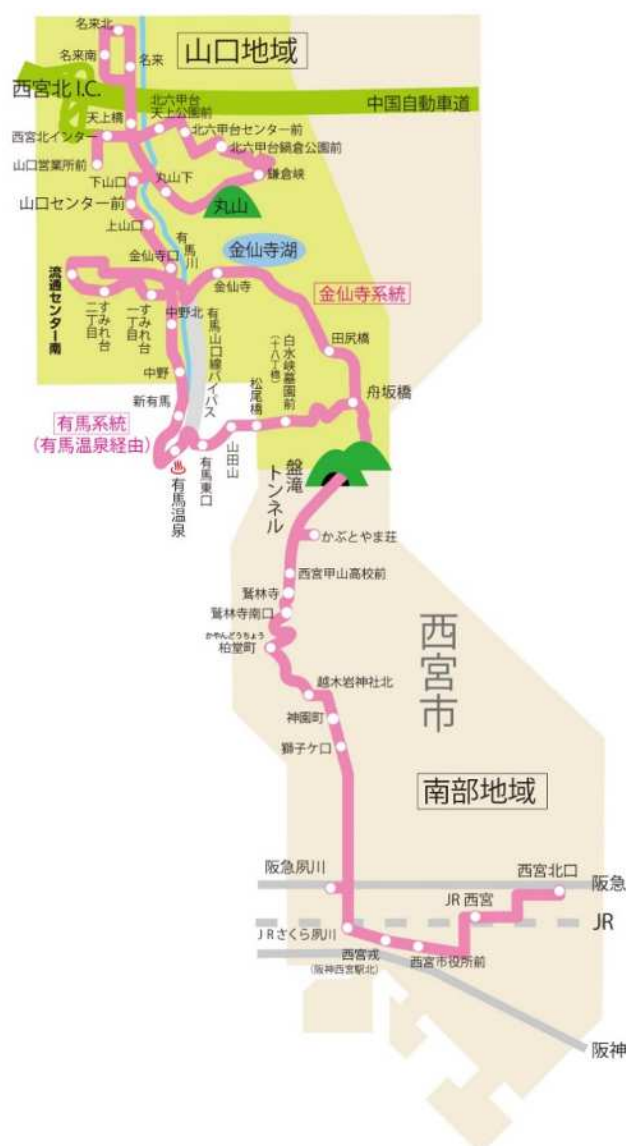 名来北
名来南
名来
山口地域
西宮北I.C.
中国自動車道
天上橋
北六甲台
天上公園前
西宮北インター
北六甲台センター前
北六甲台鍋倉公園前
山口営業所前
下山口
丸山下
鎌倉峡
山口センター前
丸山
上山口
有馬川
金仙寺湖
金仙寺口
金仙寺
金仙寺系統
流通センター南
すみれ台
二丁目
すみれ台
一丁目
中野北
有馬山口線バイパス
白水峡墓園前
(十八丁橋)
田尻橋
中野
松尾橋
舟坂橋
新有馬
有馬系統
(有馬温泉経由)
山田山
有馬東口
有馬温泉
盤滝
トンネル
かぶとやま荘
西宮甲山高校前
鷲林寺
鷲林寺南口
かやんどうちょう
柏堂町
西宮市
越木岩神社北
神園町
獅子ケ口
南部地域
阪急夙川
西宮北口
阪急
JR西宮
JR
JRさくら夙川
西宮戎
(阪神西宮駅北)
西宮市役所前
阪神